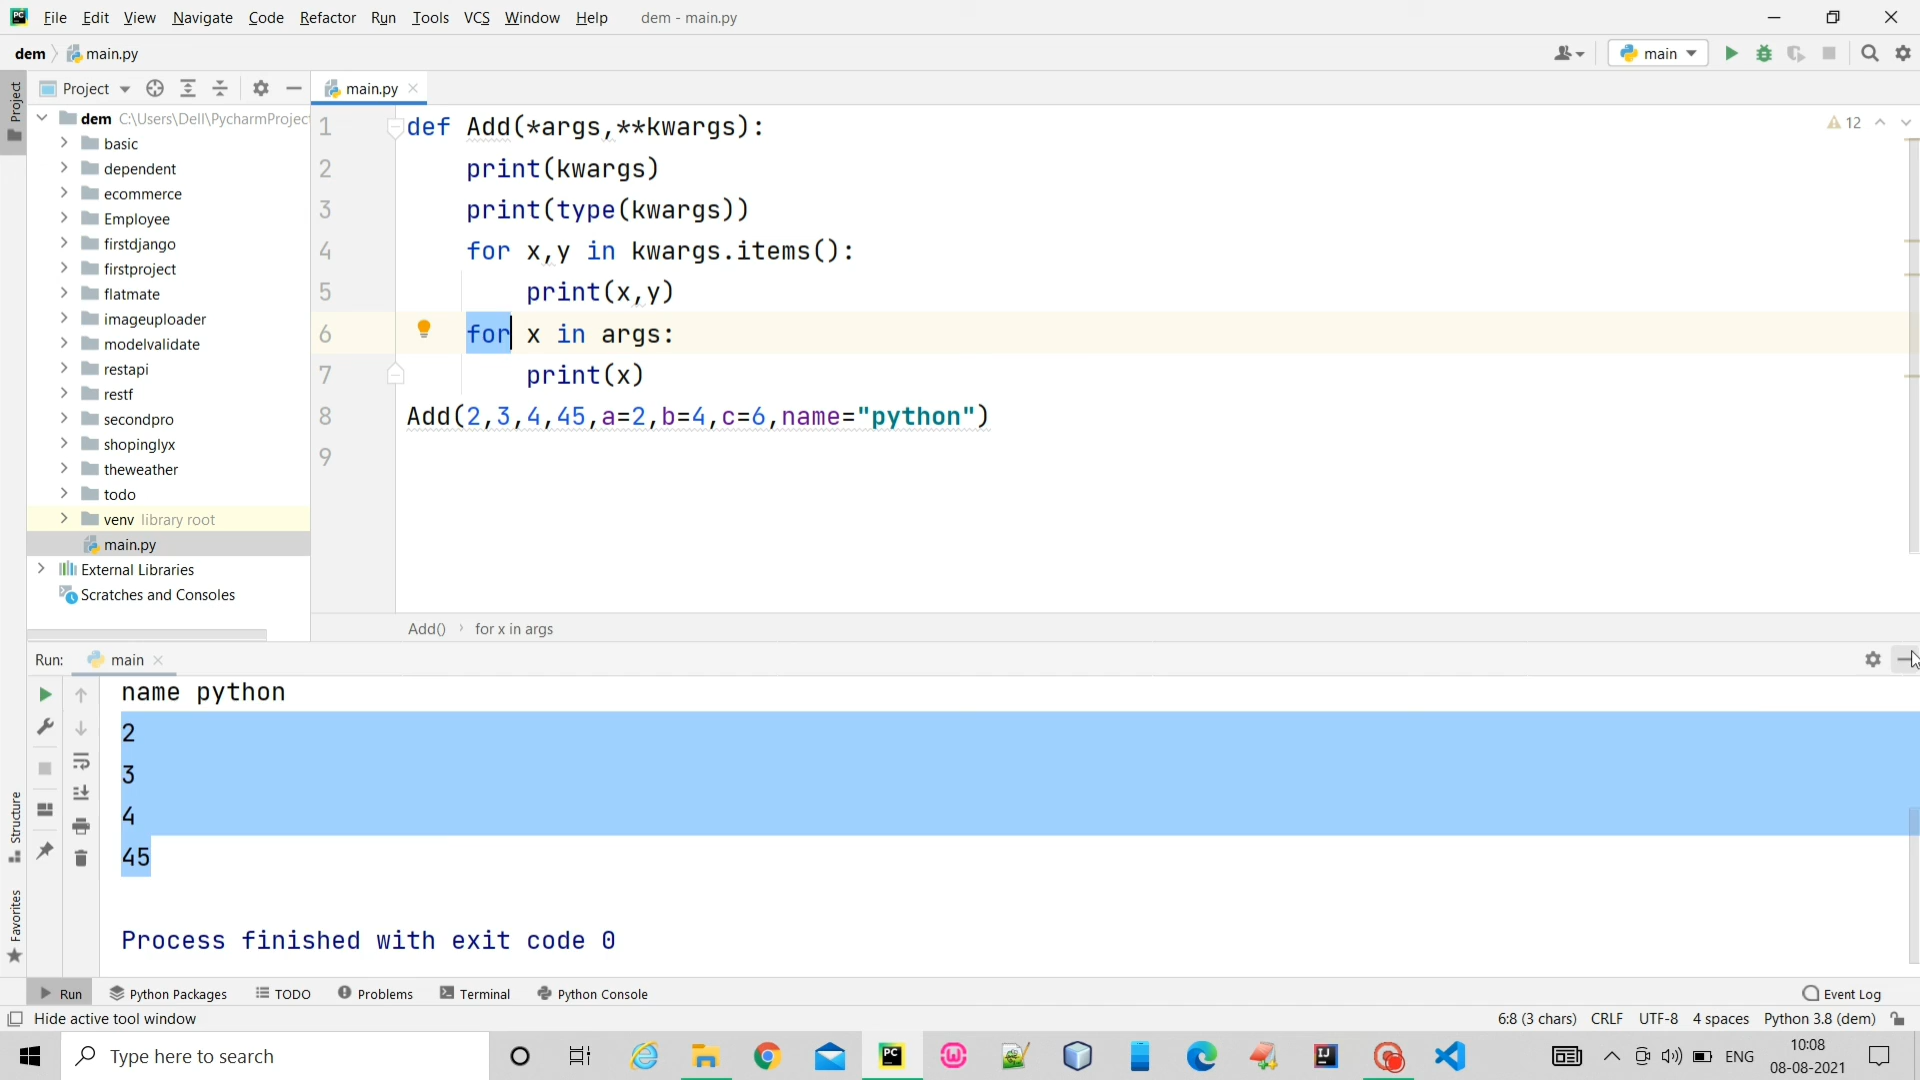 File Edit View Navigate Code Refactor Run Tools VCS Window Help dem - main.py
dem main.py
main
Project
main.py
dem C:\Users\Dell\PycharmProjec
basic
dependent
ecommerce
Employee
firstdjango
firstproject
flatmate
imageuploader
modelvalidate
restapi
restf
secondpro
shopinglyx
theweather
todo
venv library root
main.py
External Libraries
Scratches and Consoles
Project
Structure
Favorites
12
1 def Add(*args,**kwargs):
2 print(kwargs)
3 print(type(kwargs))
4 for x,y in kwargs.items():
5 print(x,y)
6 for x in args:
7 print(x)
8 Add(2,3,4,45,a=2,b=4,c=6,name="python")
9
Add() for x in args
Run: main
name python
2
3
4
45
Process finished with exit code 0
Run Python Packages TODO Problems Terminal Python Console Event Log
Hide active tool window 6:8 (3 chars) CRLF UTF-8 4 spaces Python 3.8 (dem)
Type here to search PC IJ ENG 10:08
08-08-2021